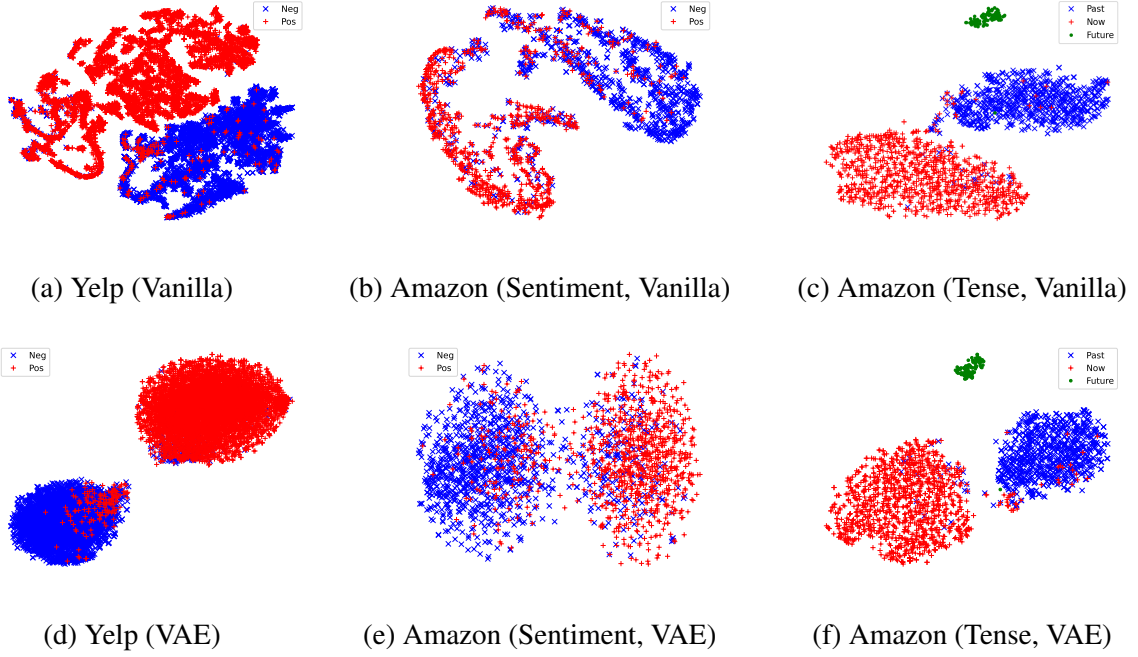 Neg
Pos
Neg
Pos
Past
Now
Future
(a) Yelp (Vanilla)
(b) Amazon (Sentiment, Vanilla)
(c) Amazon (Tense, Vanilla)
Neg
Pos
Neg
Pos
Past
Now
Future
(d) Yelp (VAE)
(e) Amazon (Sentiment, VAE)
(f) Amazon (Tense, VAE)